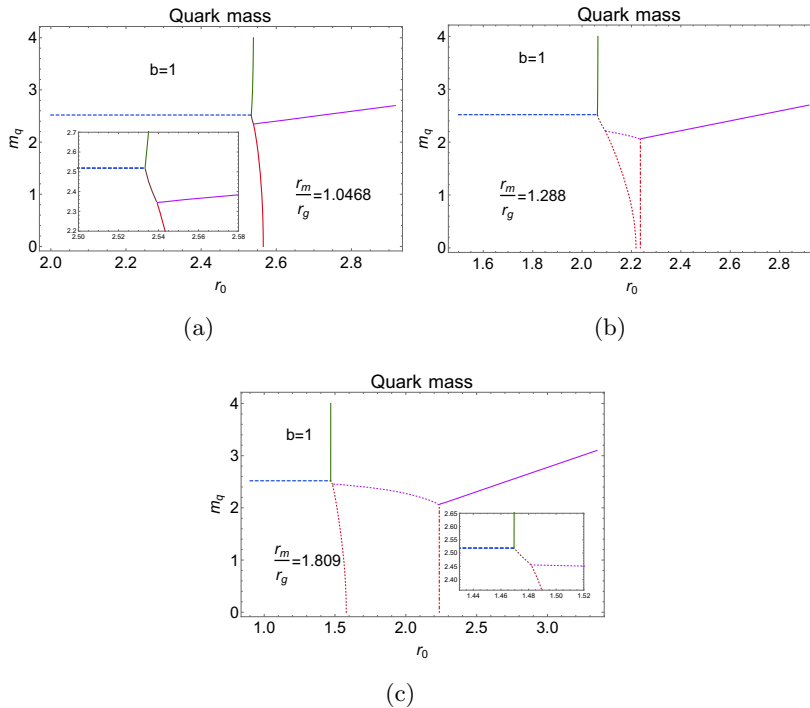 Quark mass
4
3
2
1
0
m_q
b=1
2.7
2.6
2.5
2.4
2.3
2.2
2.50 2.52 2.54 2.56 2.58
r_m/r_g=1.0468
2.0 2.2 2.4 2.6 2.8
r_0
(a)
Quark mass
4
3
2
1
0
m_q
b=1
r_m/r_g=1.288
1.6 1.8 2.0 2.2 2.4 2.6 2.8
r_0
(b)
Quark mass
4
3
2
1
0
m_q
b=1
r_m/r_g=1.809
2.65
2.60
2.55
2.50
2.45
2.40
1.44 1.46 1.48 1.50 1.52
1.0 1.5 2.0 2.5 3.0
r_0
(c)